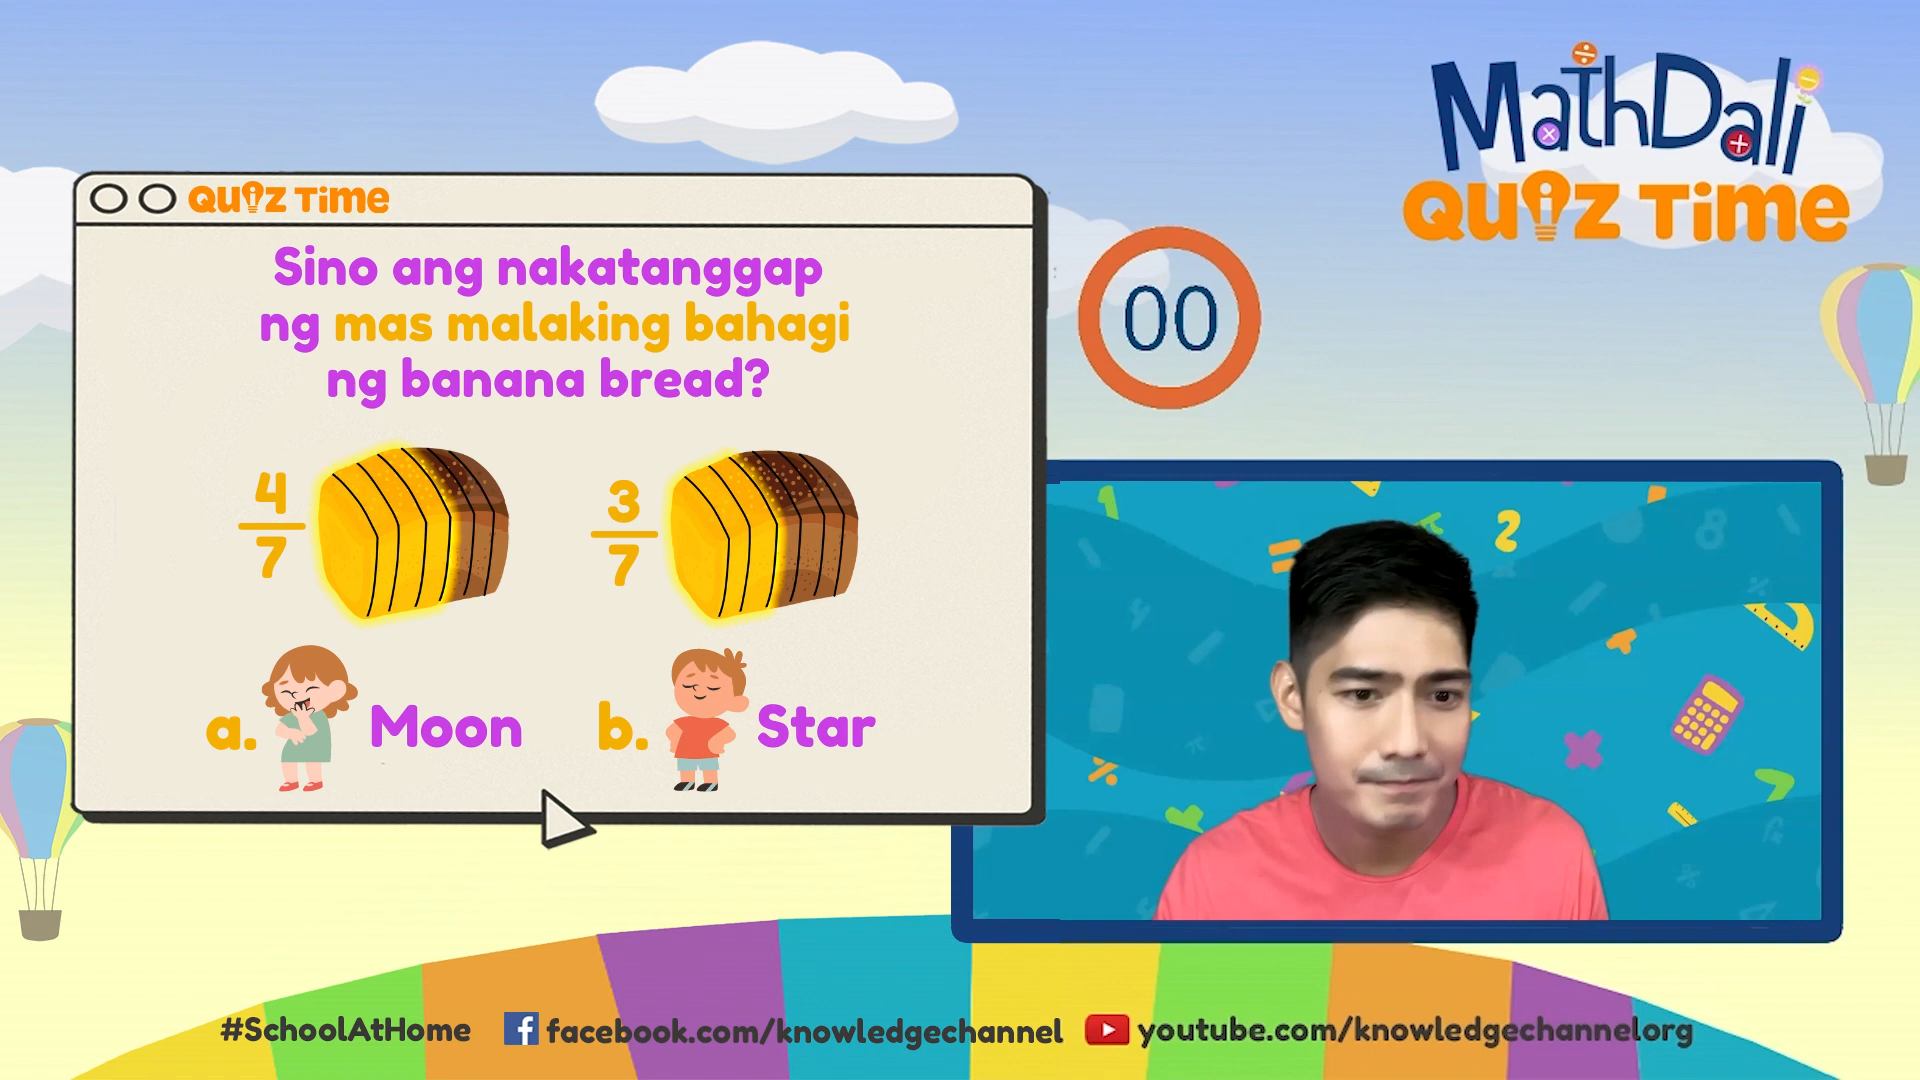 MathDali
QUIZ TIME
QUIZ TIME
Sino ang nakatanggap
ng mas malaking bahagi
ng banana bread?
4
7
3
7
a. Moon
b. Star
00
#SchoolAtHome
facebook.com/knowledgechannel
youtube.com/knowledgechannelorg